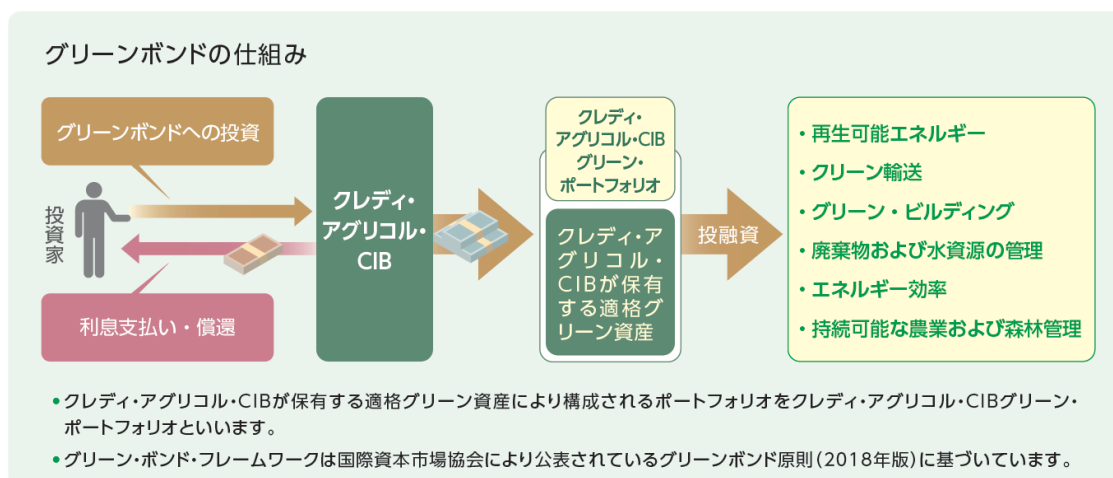 グリーンボンドの仕組み
グリーンボンドへの投資
投資家
利息支払い・償還
クレディ・
アグリコル・
CIB
クレディ・
アグリコル・CIB
グリーン・
ポートフォリオ
クレディ・ア
グリコル・
CIBが保有
する適格グ
リーン資産
投融資
・再生可能エネルギー
・クリーン輸送
・グリーン・ビルディング
・廃棄物および水資源の管理
・エネルギー効率
・持続可能な農業および森林管理
•クレディ・アグリコル・CIBが保有する適格グリーン資産により構成されるポートフォリオをクレディ・アグリコル・CIBグリーン・
ポートフォリオといいます。
•グリーン・ボンド・フレームワークは国際資本市場協会により公表されているグリーンボンド原則(2018年版)に基づいています。